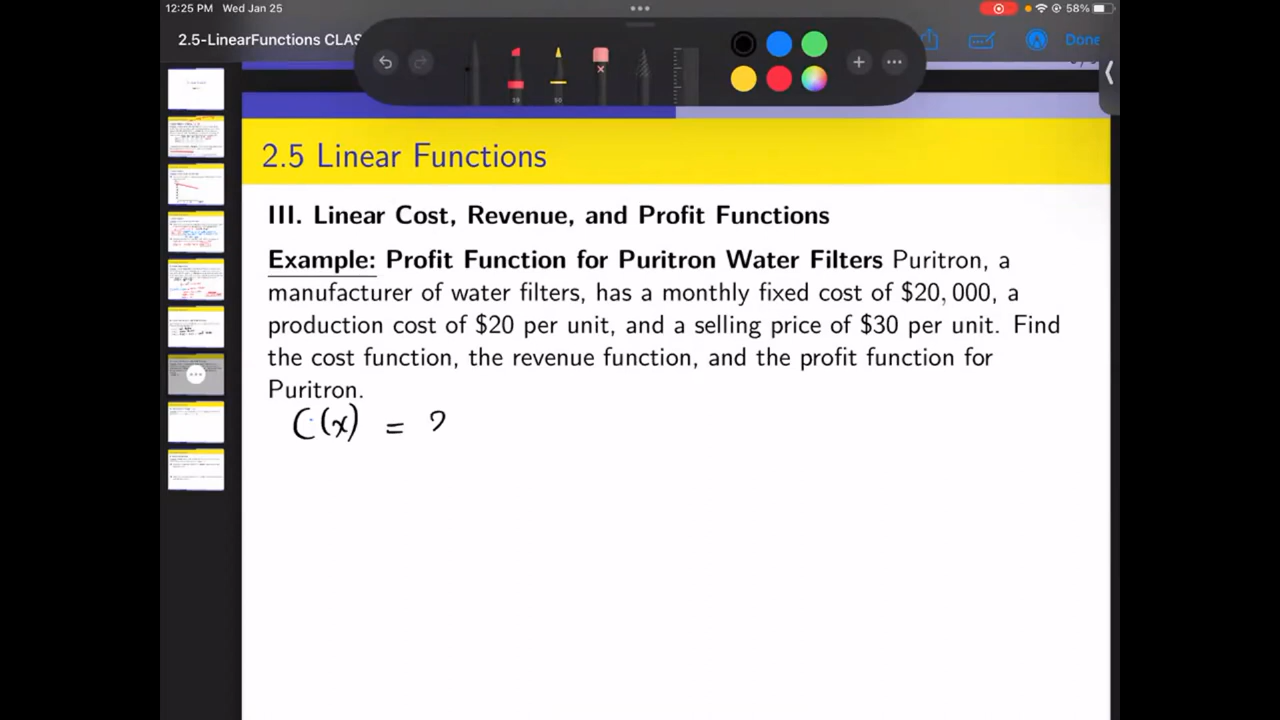 12:25 PM Wed Jan 25
58%
2.5-LinearFunctions CLAS
Done
39
50
2.5 Linear Functions
III. Linear Cost, Revenue, and Profit Functions
Example: Profit Function for Puritron Water Filters Puritron, a
manufacturer of water filters, has a monthly fixed cost of $20,000, a
production cost of $20 per unit, and a selling price of $30 per unit. Find
the cost function, the revenue function, and the profit function for
Puritron.
C(x) = 2